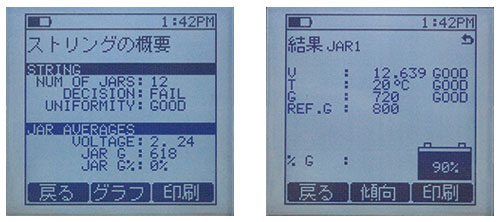 1:42PM
ストリングの概要
STRING
NUM OF JARS: 12
DECISION: FAIL
UNIFORMITY: GOOD
JAR AVERAGES
VOLTAGE: 2. 24
JAR G : 618
JAR G%: 0%
戻る グラフ 印刷
1:42PM
結果 JAR1
V : 12.639 GOOD
T : 20°C GOOD
G : 720 GOOD
REF.G : 800
% G :
90%
戻る 傾向 印刷